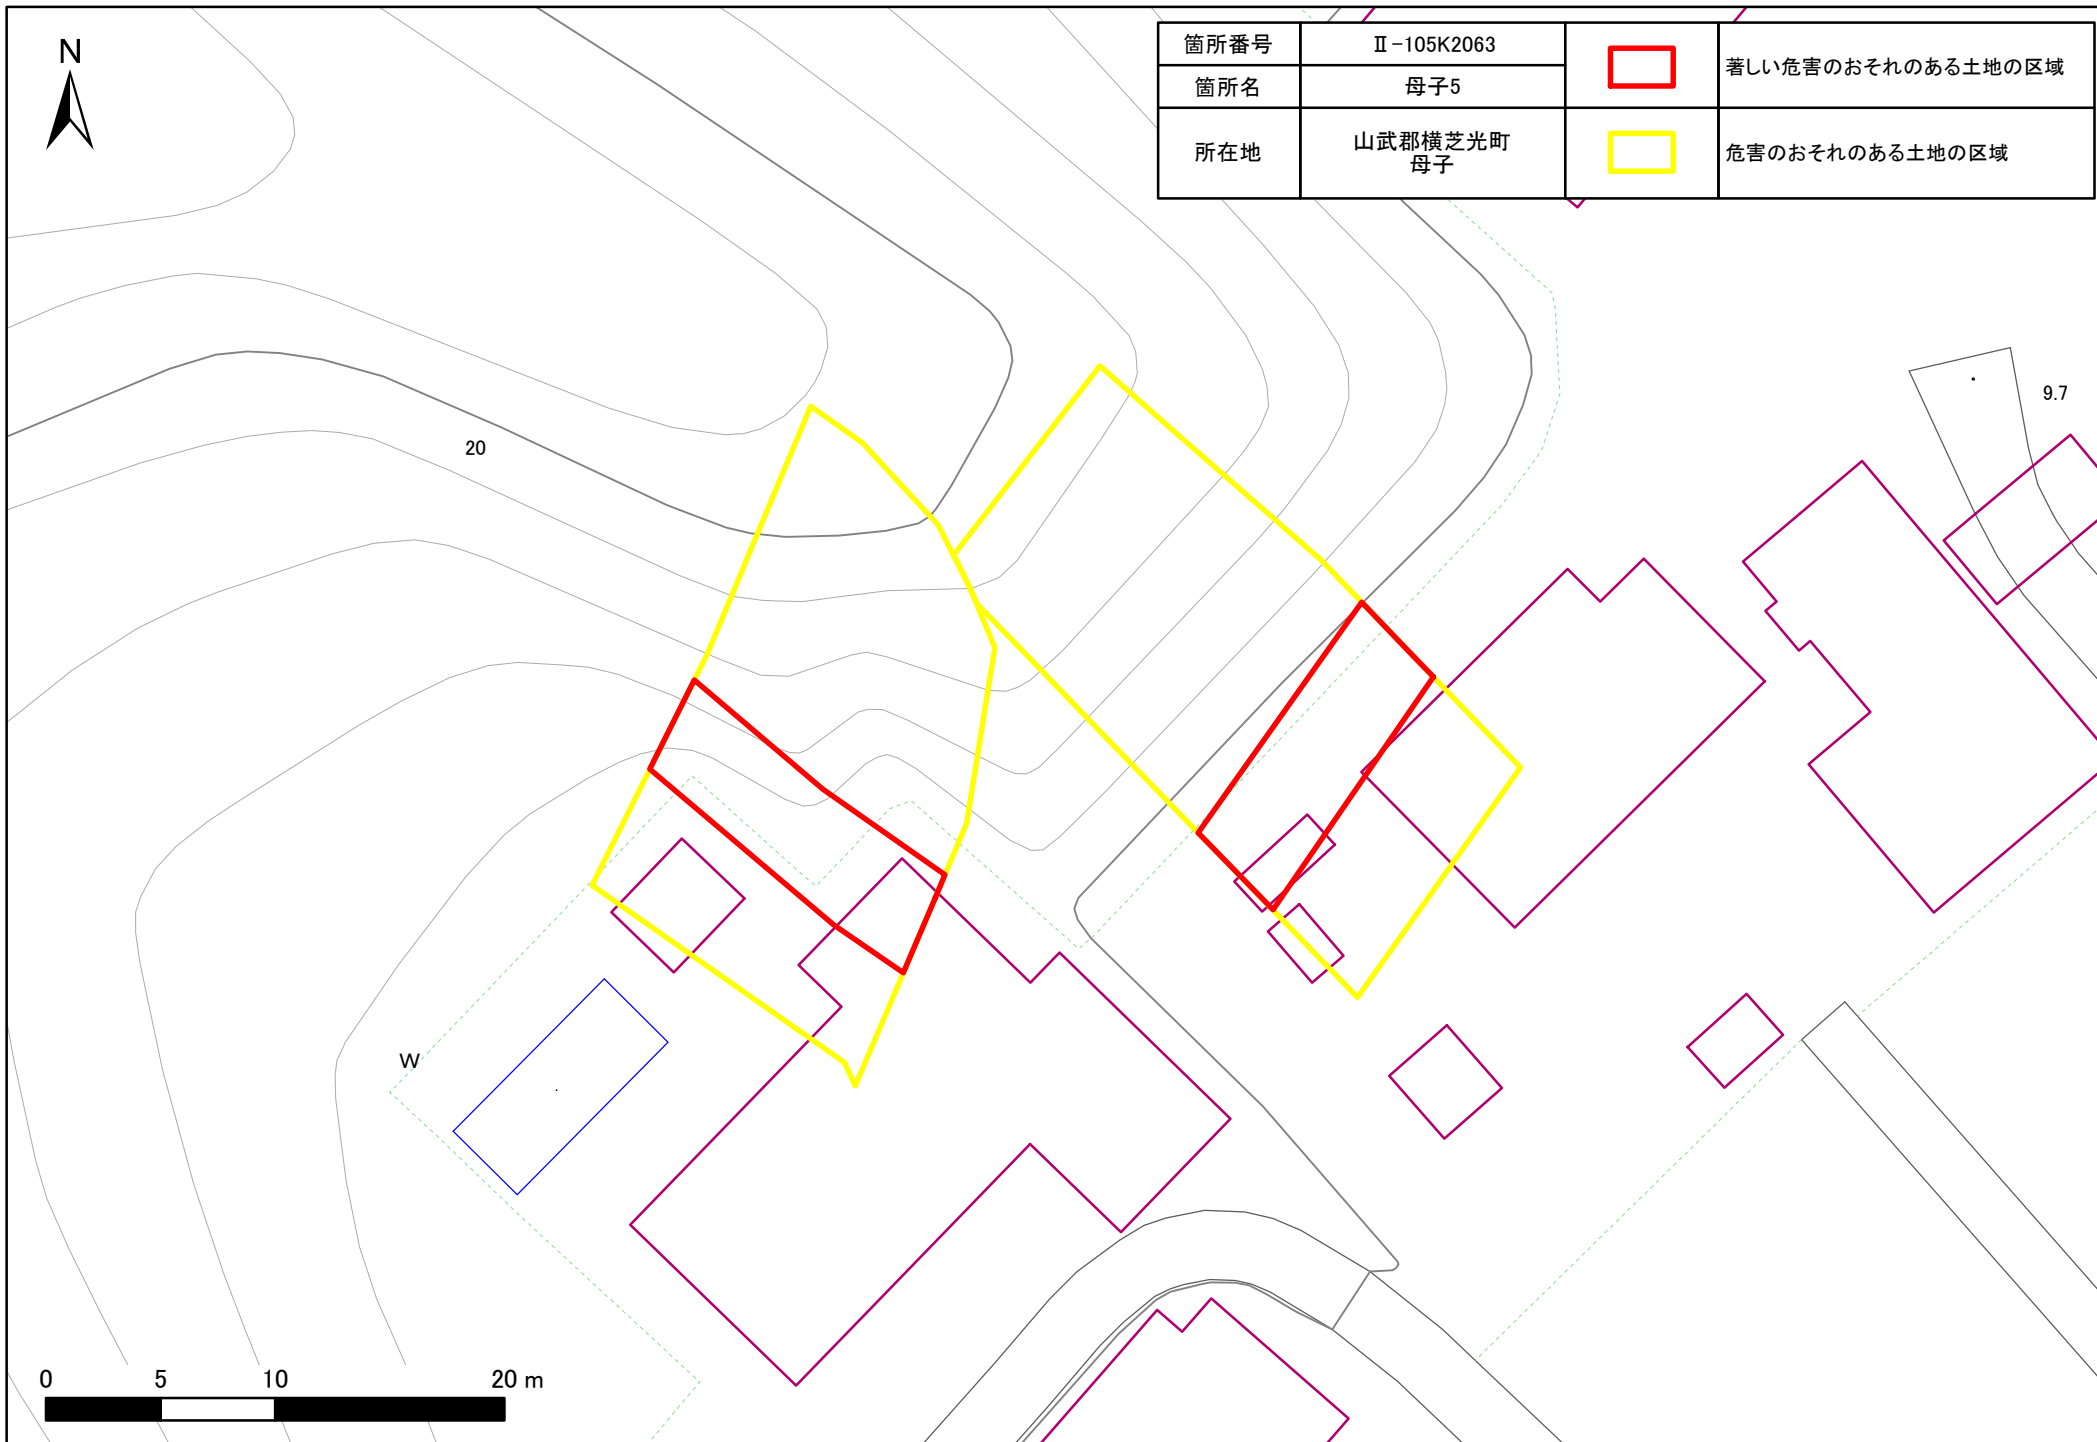 N
箇所番号 Ⅱ-105K2063 著しい危害のおそれのある土地の区域
箇所名 母子5
所在地 山武郡横芝光町
母子
危害のおそれのある土地の区域
9.7
20
W
0 5 10 20 m